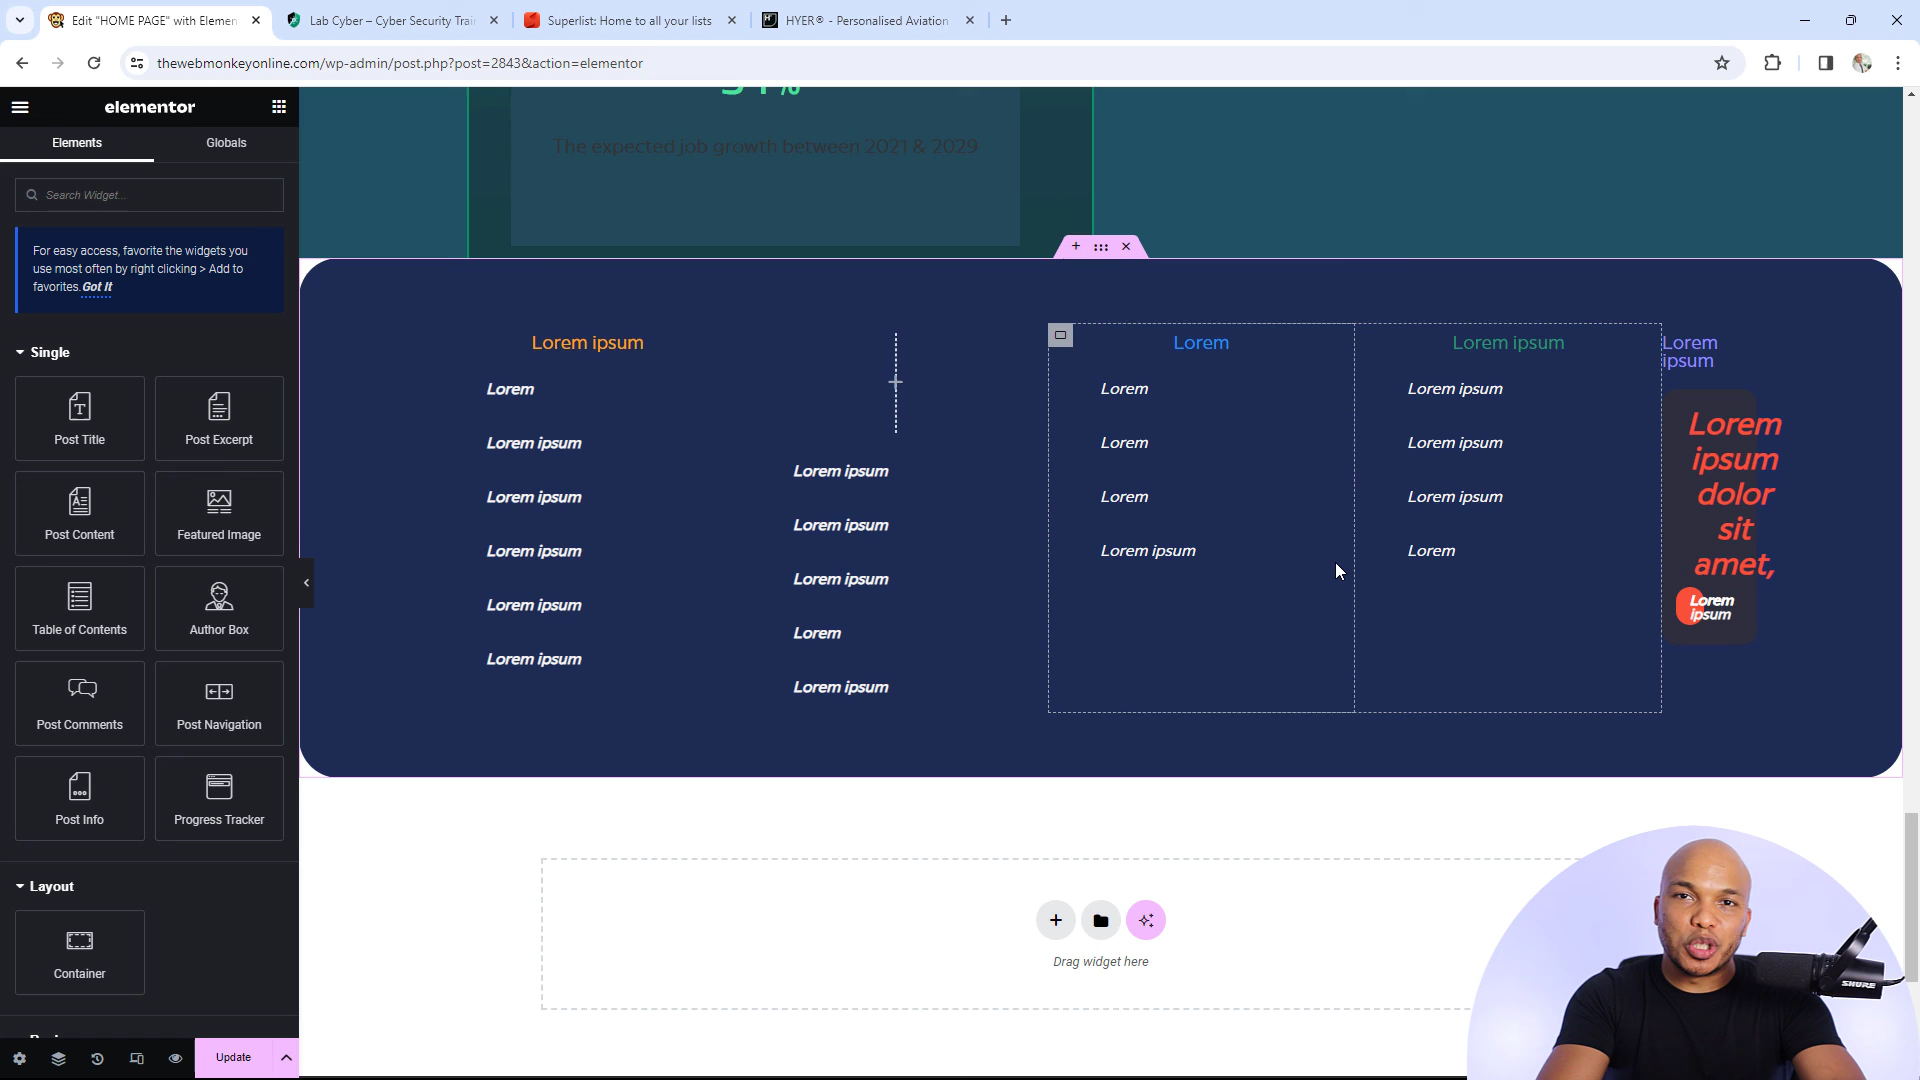 Edit "HOME PAGE" with Elemen
Lab Cyber – Cyber Security Trai
Superlist: Home to all your lists
HYER® - Personalised Aviation
thewebmonkeyonline.com/wp-admin/post.php?post=2843&action=elementor
elementor
Elements
Globals
Search Widget...
For easy access, favorite the widgets you
use most often by right clicking > Add to
favorites. Got It
Single
Post Title
Post Excerpt
Post Content
Featured Image
Table of Contents
Author Box
Post Comments
Post Navigation
Post Info
Progress Tracker
Layout
Container
Update
The expected job growth between 2021 & 2029
Lorem ipsum
Lorem
Lorem ipsum
Lorem ipsum
Lorem ipsum
Lorem ipsum
Lorem ipsum
Lorem ipsum
Lorem ipsum
Lorem ipsum
Lorem
Lorem ipsum
Lorem
Lorem
Lorem
Lorem
Lorem ipsum
Lorem ipsum
Lorem ipsum
Lorem ipsum
Lorem ipsum
Lorem
Lorem
ipsum
Lorem
ipsum
dolor
sit
amet,
Lorem
ipsum
Drag widget here
SHURE